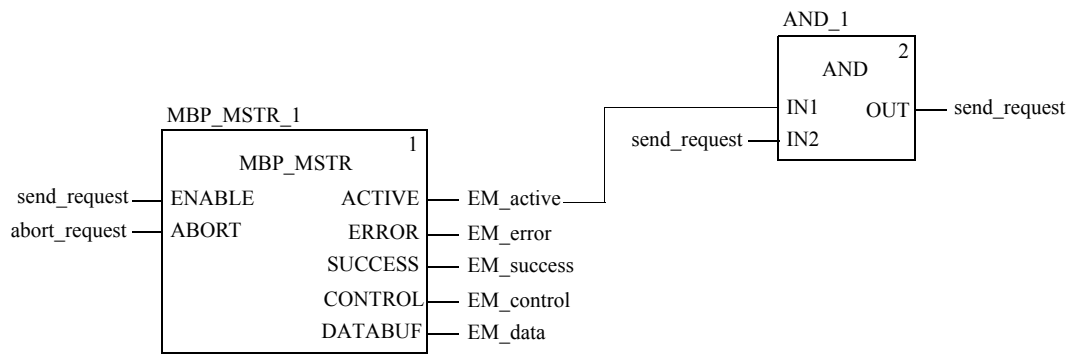 AND_1
2
AND
IN1
OUT
send_request
send_request
IN2
MBP_MSTR_1
1
MBP_MSTR
send_request
ENABLE
ACTIVE
EM_active
abort_request
ABORT
ERROR
EM_error
SUCCESS
EM_success
CONTROL
EM_control
DATABUF
EM_data